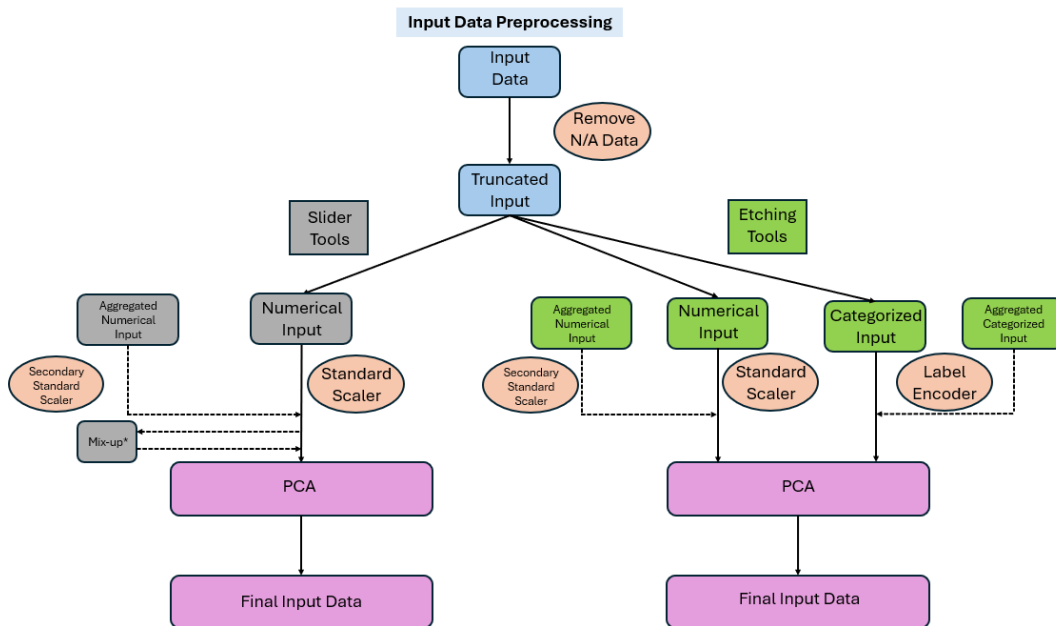 Input Data Preprocessing
Input
Data
Remove
N/A Data
Truncated
Input
Slider
Tools
Etching
Tools
Aggregated
Numerical
Input
Numerical
Input
Aggregated
Numerical
Input
Numerical
Input
Categorized
Input
Aggregated
Categorized
Input
Secondary
Standard
Scaler
Standard
Scaler
Secondary
Standard
Scaler
Standard
Scaler
Label
Encoder
Mix-up*
PCA
PCA
Final Input Data
Final Input Data